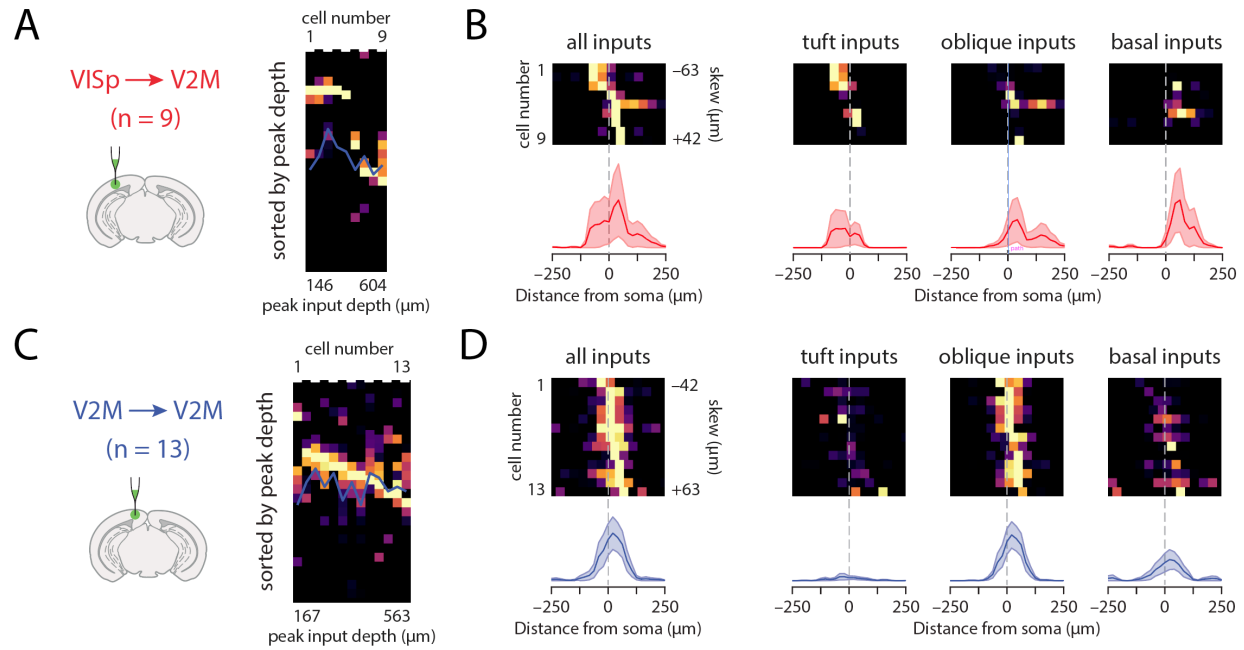 A
VISp → V2M
(n = 9)
cell number
1 9
sorted by peak depth
146 604
peak input depth (µm)
B
all inputs
cell number
1
9
−63
+42
skew (µm)
−250 0 250
Distance from soma (µm)
tuft inputs
oblique inputs
basal inputs
path
−250 0 250
−250 0 250
−250 0 250
Distance from soma (µm)
C
V2M → V2M
(n = 13)
cell number
1 13
sorted by peak depth
167 563
peak input depth (µm)
D
all inputs
cell number
1
13
−42
+63
skew (µm)
−250 0 250
Distance from soma (µm)
tuft inputs
oblique inputs
basal inputs
−250 0 250
−250 0 250
−250 0 250
Distance from soma (µm)